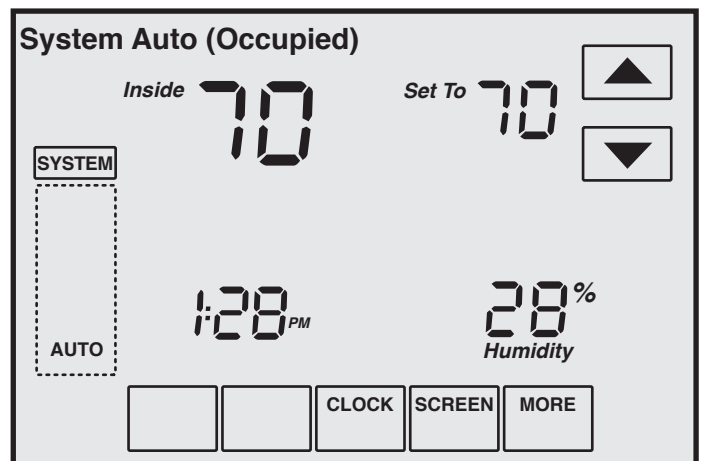 System Auto (Occupied)
Inside 70 Set To 70
SYSTEM
1:28 PM 28%
AUTO Humidity
CLOCK SCREEN MORE